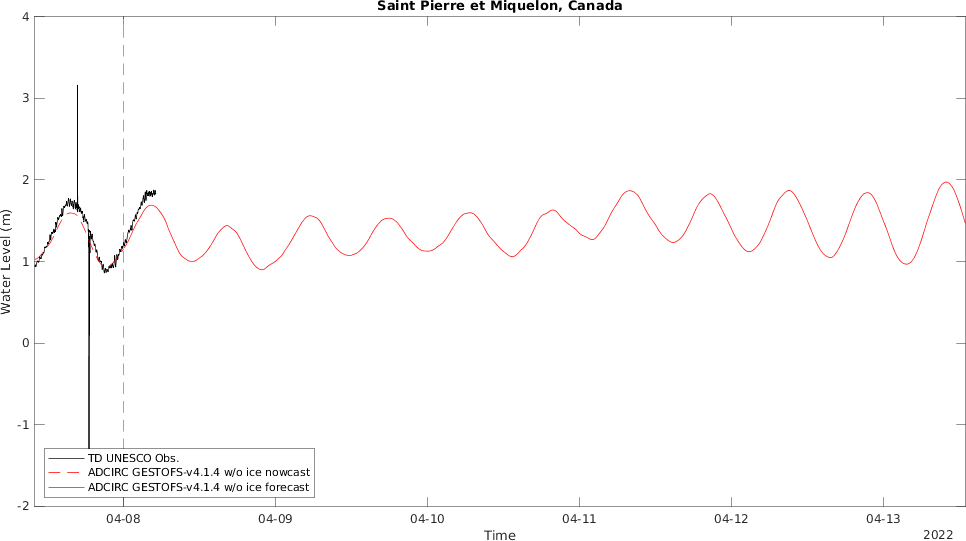 Saint Pierre et Miquelon, Canada
4
3
2
1
0
-1
-2
Water Level (m)
TD UNESCO Obs.
ADCIRC GESTOFS-v4.1.4 w/o ice nowcast
ADCIRC GESTOFS-v4.1.4 w/o ice forecast
04-08 04-09 04-10 04-11 04-12 04-13
Time
2022